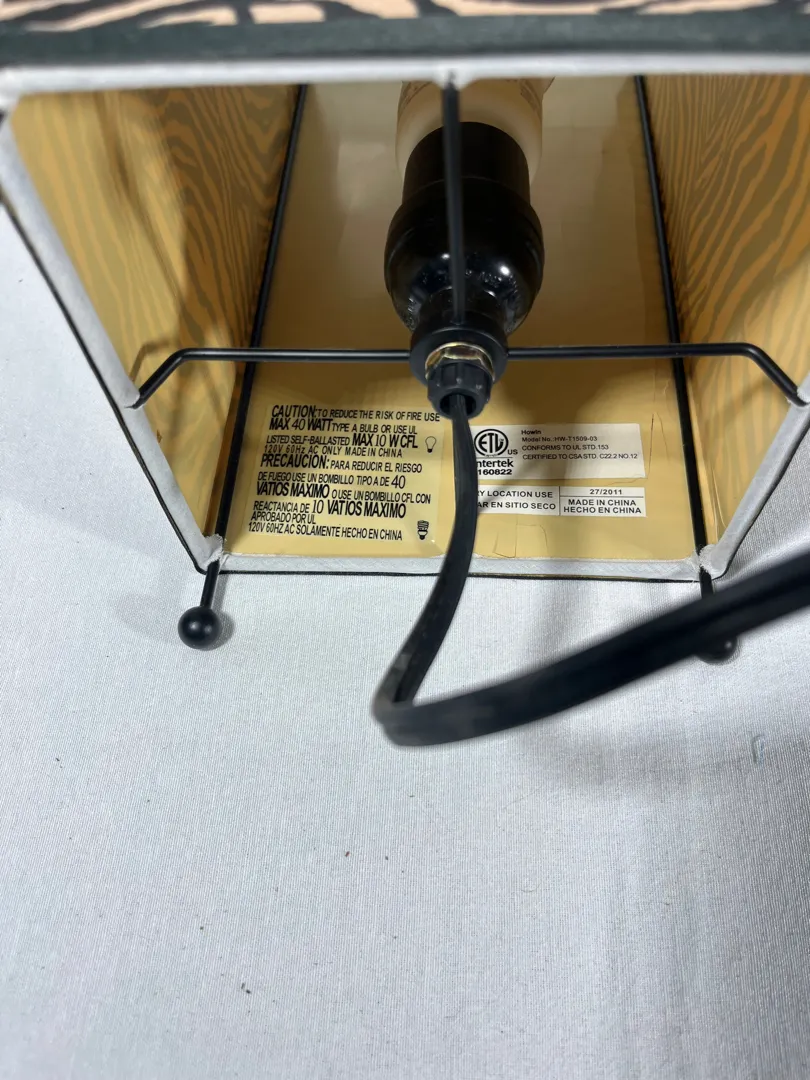 CAUTION: TO REDUCE THE RISK OF FIRE USE
MAX 40 WATT TYPE A BULB OR USE UL
LISTED SELF-BALLASTED MAX 10 W CFL
120V 60Hz AC ONLY MADE IN CHINA
PRECAUCION: PARA REDUCIR EL RIESGO
DE FUEGO USE UN BOMBILLO TIPO A DE 40
VATIOS MAXIMO O USE UN BOMBILLO CFL CON
REACTANCIA DE 10 VATIOS MAXIMO
APROBADO POR UL
120V 60HZ AC SOLAMENTE HECHO EN CHINA
ETL
US
Intertek
160822
Howin
Model No.:HW-T1509-03
CONFORMS TO UL STD.153
CERTIFIED TO CSA STD. C22.2 NO.12
LOCATION USE
EN SITIO SECO
27/2011
MADE IN CHINA
HECHO EN CHINA